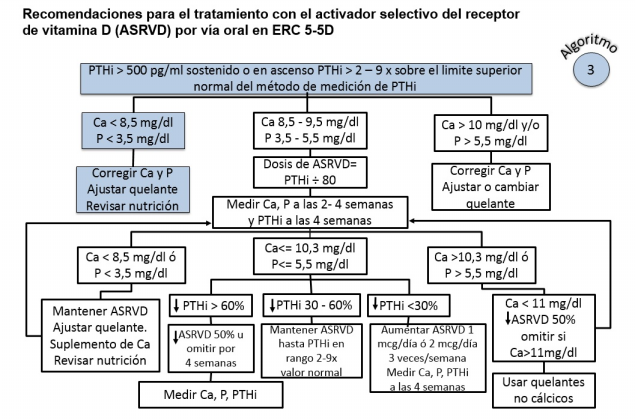 Recomendaciones para el tratamiento con el activador selectivo del receptor
de vitamina D (ASRVD) por vía oral en ERC 5-5D
Algoritmo
3
PTHi > 500 pg/ml sostenido o en ascenso PTHi > 2 – 9 x sobre el limite superior
normal del método de medición de PTHi
Ca < 8,5 mg/dl
P < 3,5 mg/dl
Ca 8,5 - 9,5 mg/dl
P 3,5 - 5,5 mg/dl
Ca > 10 mg/dl y/o
P > 5,5 mg/dl
Corregir Ca y P
Ajustar quelante
Revisar nutrición
Dosis de ASRVD=
PTHi ÷ 80
Corregir Ca y P
Ajustar o cambiar
quelante
Medir Ca, P a las 2- 4 semanas
y PTHi a las 4 semanas
Ca < 8,5 mg/dl ó
P < 3,5 mg/dl
Ca<= 10,3 mg/dl
P<= 5,5 mg/dl
Ca >10,3 mg/dl ó
P > 5,5 mg/dl
Mantener ASRVD
Ajustar quelante.
Suplemento de Ca
Revisar nutrición
↓ PTHi > 60%
↓PTHi 30 - 60%
↓PTHi <30%
Ca < 11 mg/dl
↓ASRVD 50%
omitir si
Ca>11mg/dl
↓ASRVD 50% u
omitir por
4 semanas
Mantener ASRVD
hasta PTHi en
rango 2-9x
valor normal
Aumentar ASRVD 1
mcg/día ó 2 mcg/día
3 veces/semana
Medir Ca, P, PTHi
a las 4 semanas
Medir Ca, P, PTHi
Usar quelantes
no cálcicos